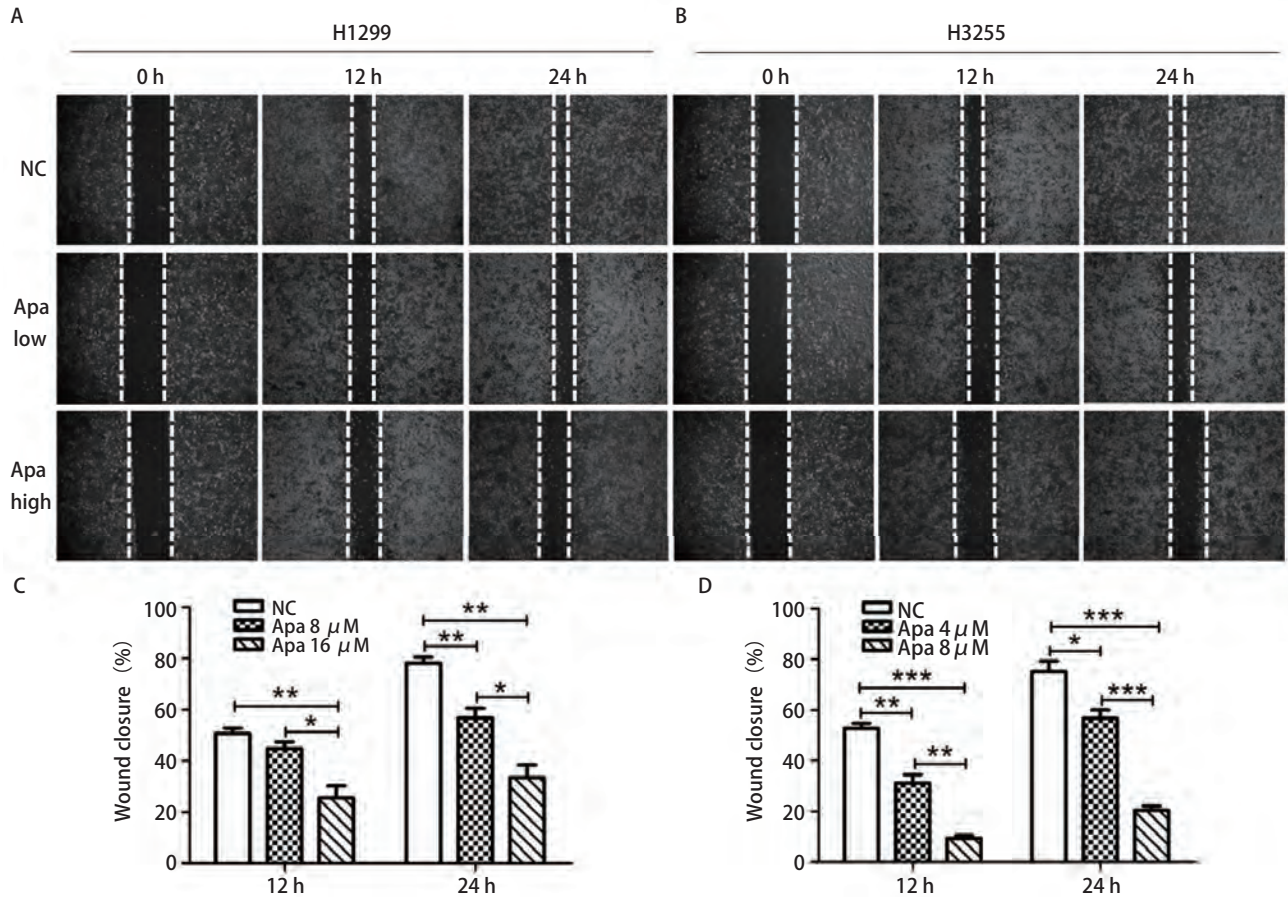 A
H1299
0 h 12 h 24 h
B
H3255
0 h 12 h 24 h
NC
Apa
low
Apa
high
C
Wound closure (%)
100
80
60
40
20
0
NC
Apa 8 μM
Apa 16 μM
** *
** ** *
12 h 24 h
D
Wound closure (%)
100
80
60
40
20
0
NC
Apa 4 μM
Apa 8 μM
*** ** **
*** * ***
12 h 24 h